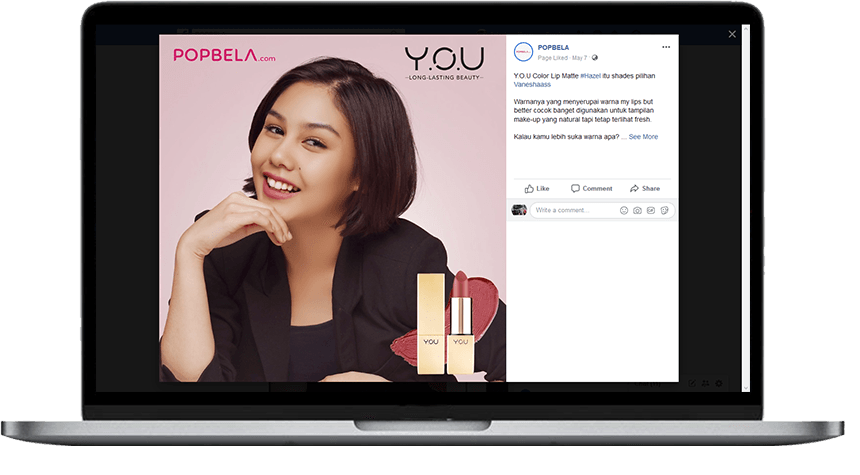 POPBELA.com
Y.O.U
LONG-LASTING BEAUTY
YOU
YOU
POPBELA
Page Liked · May 7
Y.O.U Color Lip Matte #Hazel itu shades pilihan
Vaneshaass
Warnanya yang menyerupai warna my lips but
better cocok banget digunakan untuk tampilan
make-up yang natural tapi tetap terlihat fresh.
Kalau kamu lebih suka warna apa? ... See More
Like
Comment
Share
Write a comment...